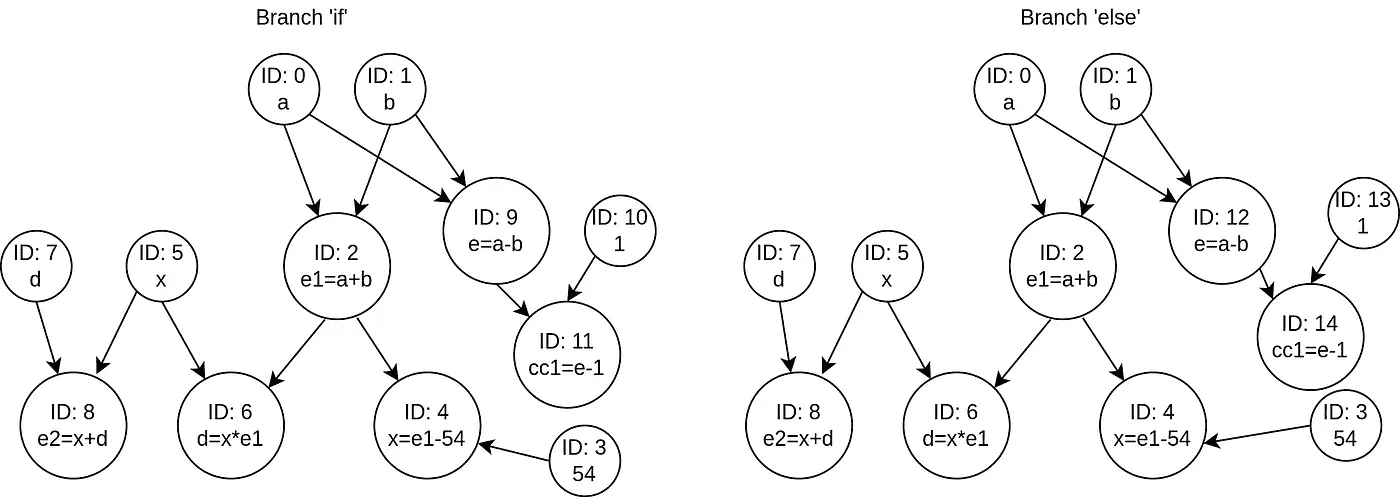 Branch 'if'
ID: 0
a
ID: 1
b
ID: 9
e=a-b
ID: 10
1
ID: 7
d
ID: 5
x
ID: 2
e1=a+b
ID: 11
cc1=e-1
ID: 8
e2=x+d
ID: 6
d=x*e1
ID: 4
x=e1-54
ID: 3
54
Branch 'else'
ID: 0
a
ID: 1
b
ID: 12
e=a-b
ID: 13
1
ID: 7
d
ID: 5
x
ID: 2
e1=a+b
ID: 14
cc1=e-1
ID: 8
e2=x+d
ID: 6
d=x*e1
ID: 4
x=e1-54
ID: 3
54